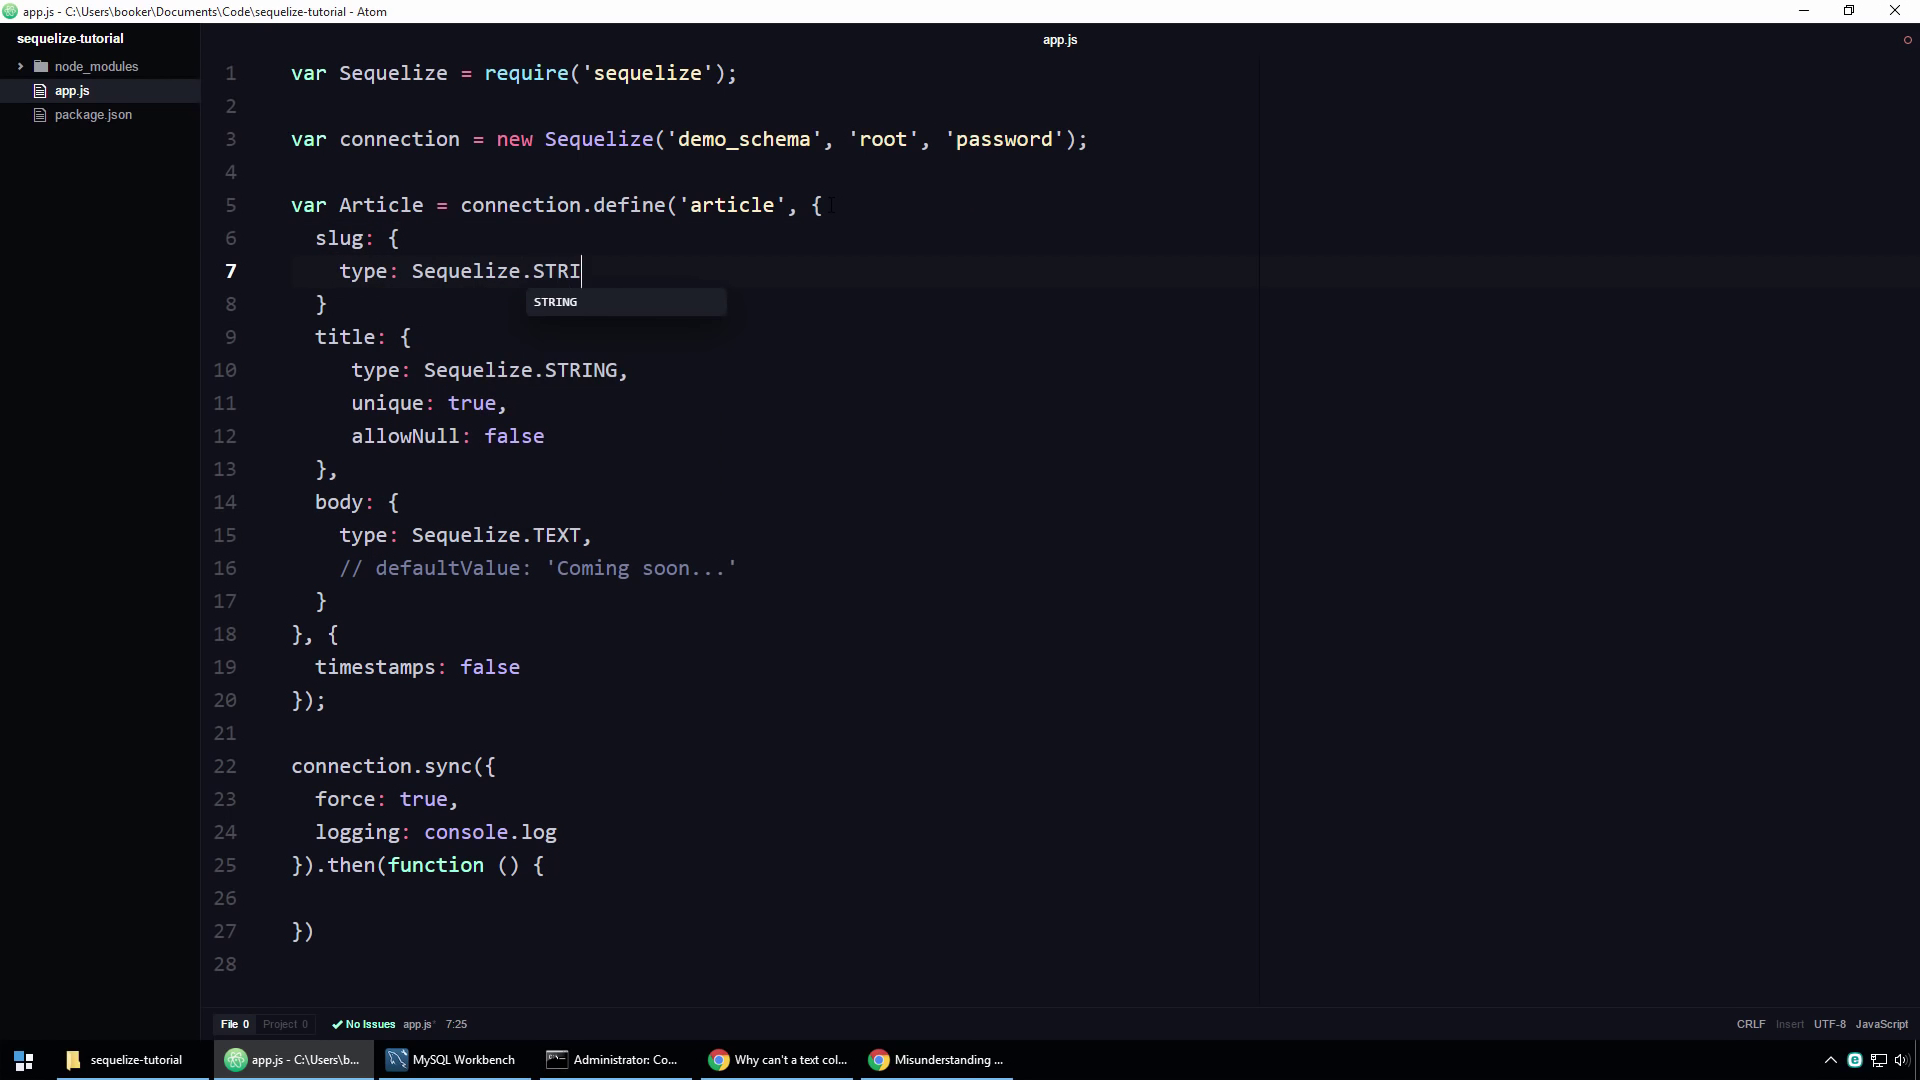 app.js - C:\Users\booker\Documents\Code\sequelize-tutorial - Atom
sequelize-tutorial
node_modules
app.js
package.json
app.js
1 var Sequelize = require('sequelize');
2
3 var connection = new Sequelize('demo_schema', 'root', 'password');
4
5 var Article = connection.define('article', {
6 slug: {
7 type: Sequelize.STRI
STRING
8 }
9 title: {
10 type: Sequelize.STRING,
11 unique: true,
12 allowNull: false
13 },
14 body: {
15 type: Sequelize.TEXT,
16 // defaultValue: 'Coming soon...'
17 }
18 }, {
19 timestamps: false
20 });
21
22 connection.sync({
23 force: true,
24 logging: console.log
25 }).then(function () {
26
27 })
28
File 0 Project 0 No Issues app.js* 7:25 CRLF Insert UTF-8 JavaScript
sequelize-tutorial app.js - C:\Users\b... MySQL Workbench Administrator: Co... Why can't a text col... Misunderstanding ...